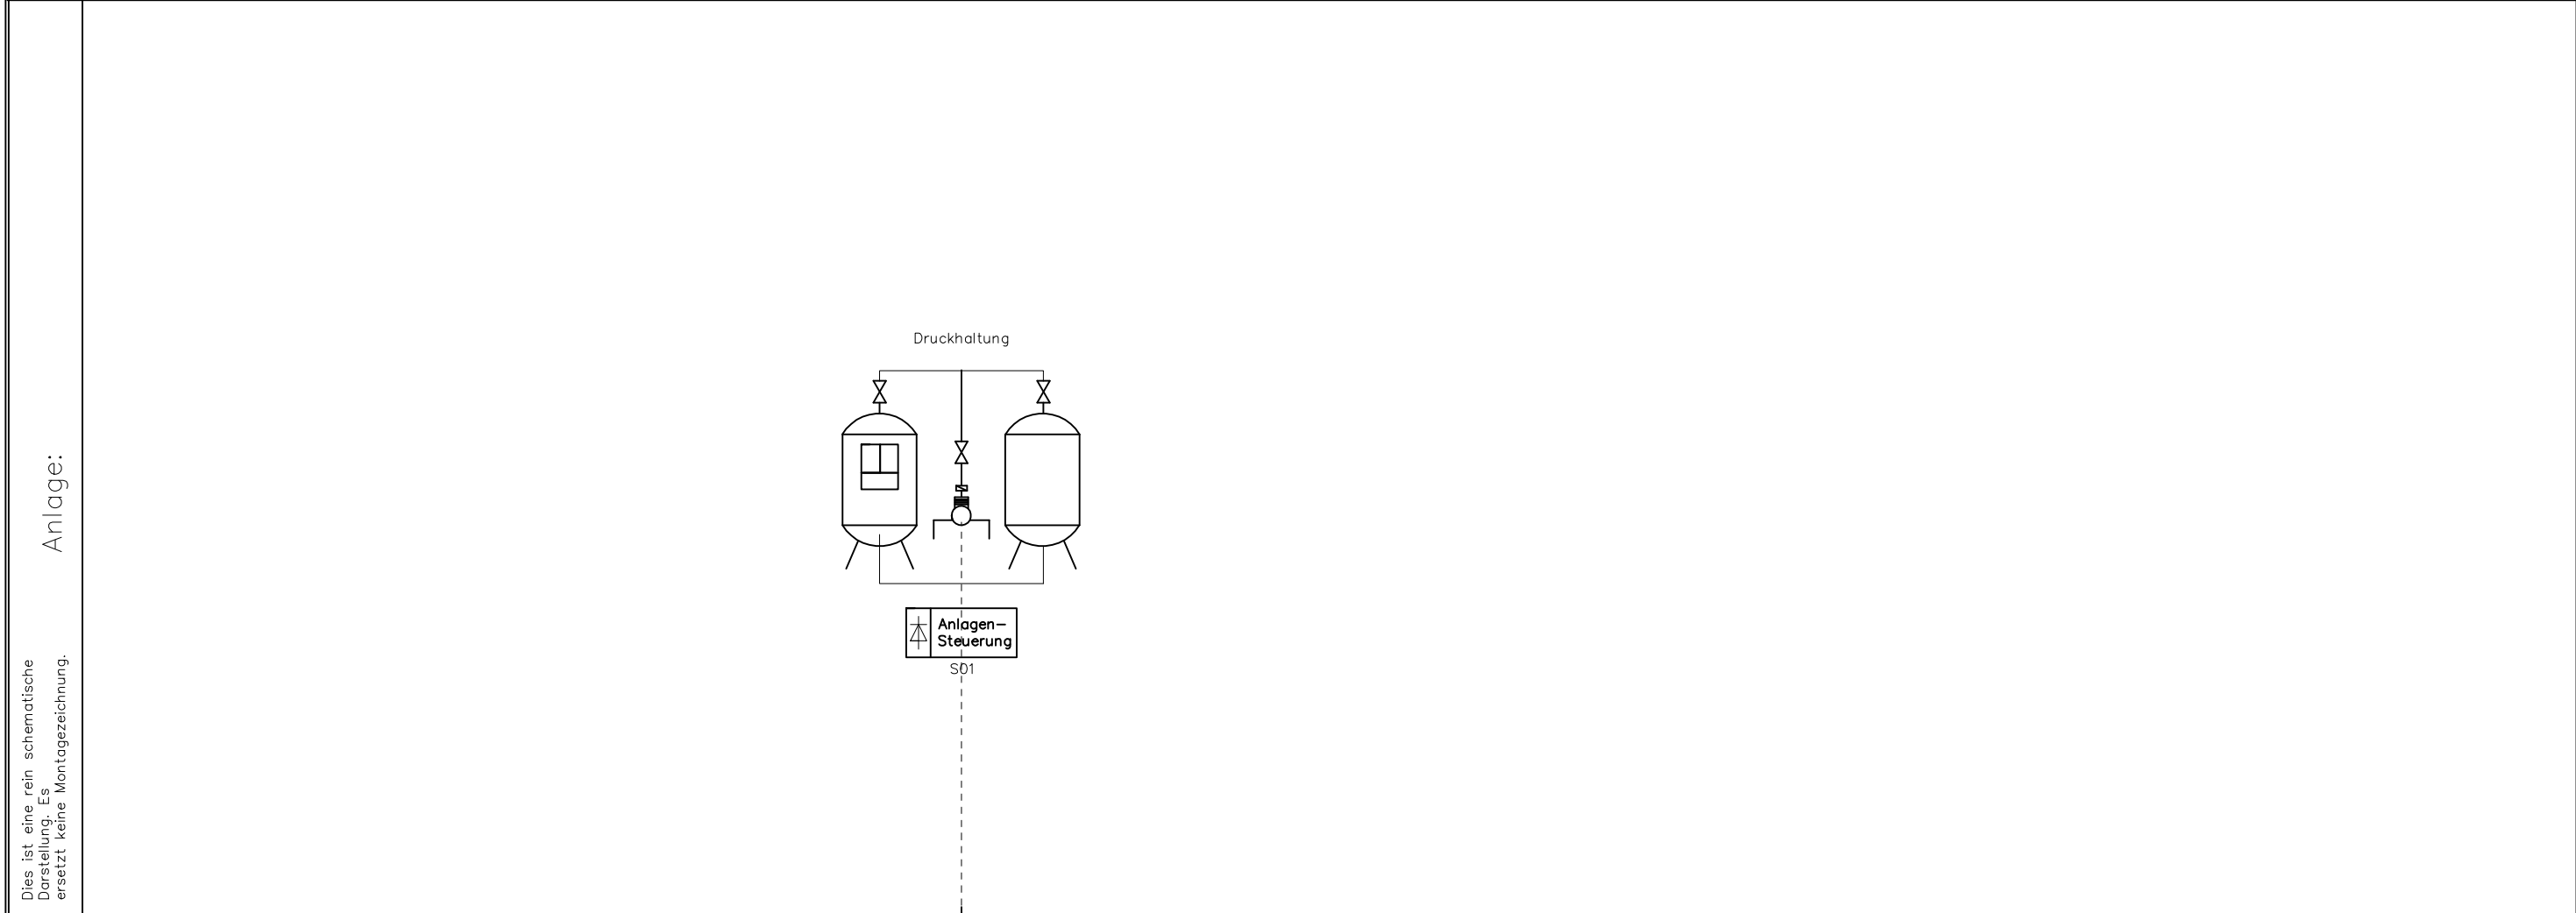 Anlage:
Dies ist eine rein schematische
Darstellung. Es
ersetzt keine Montagezeichnung.
Druckhaltung
Anlagen-
Steuerung
S01